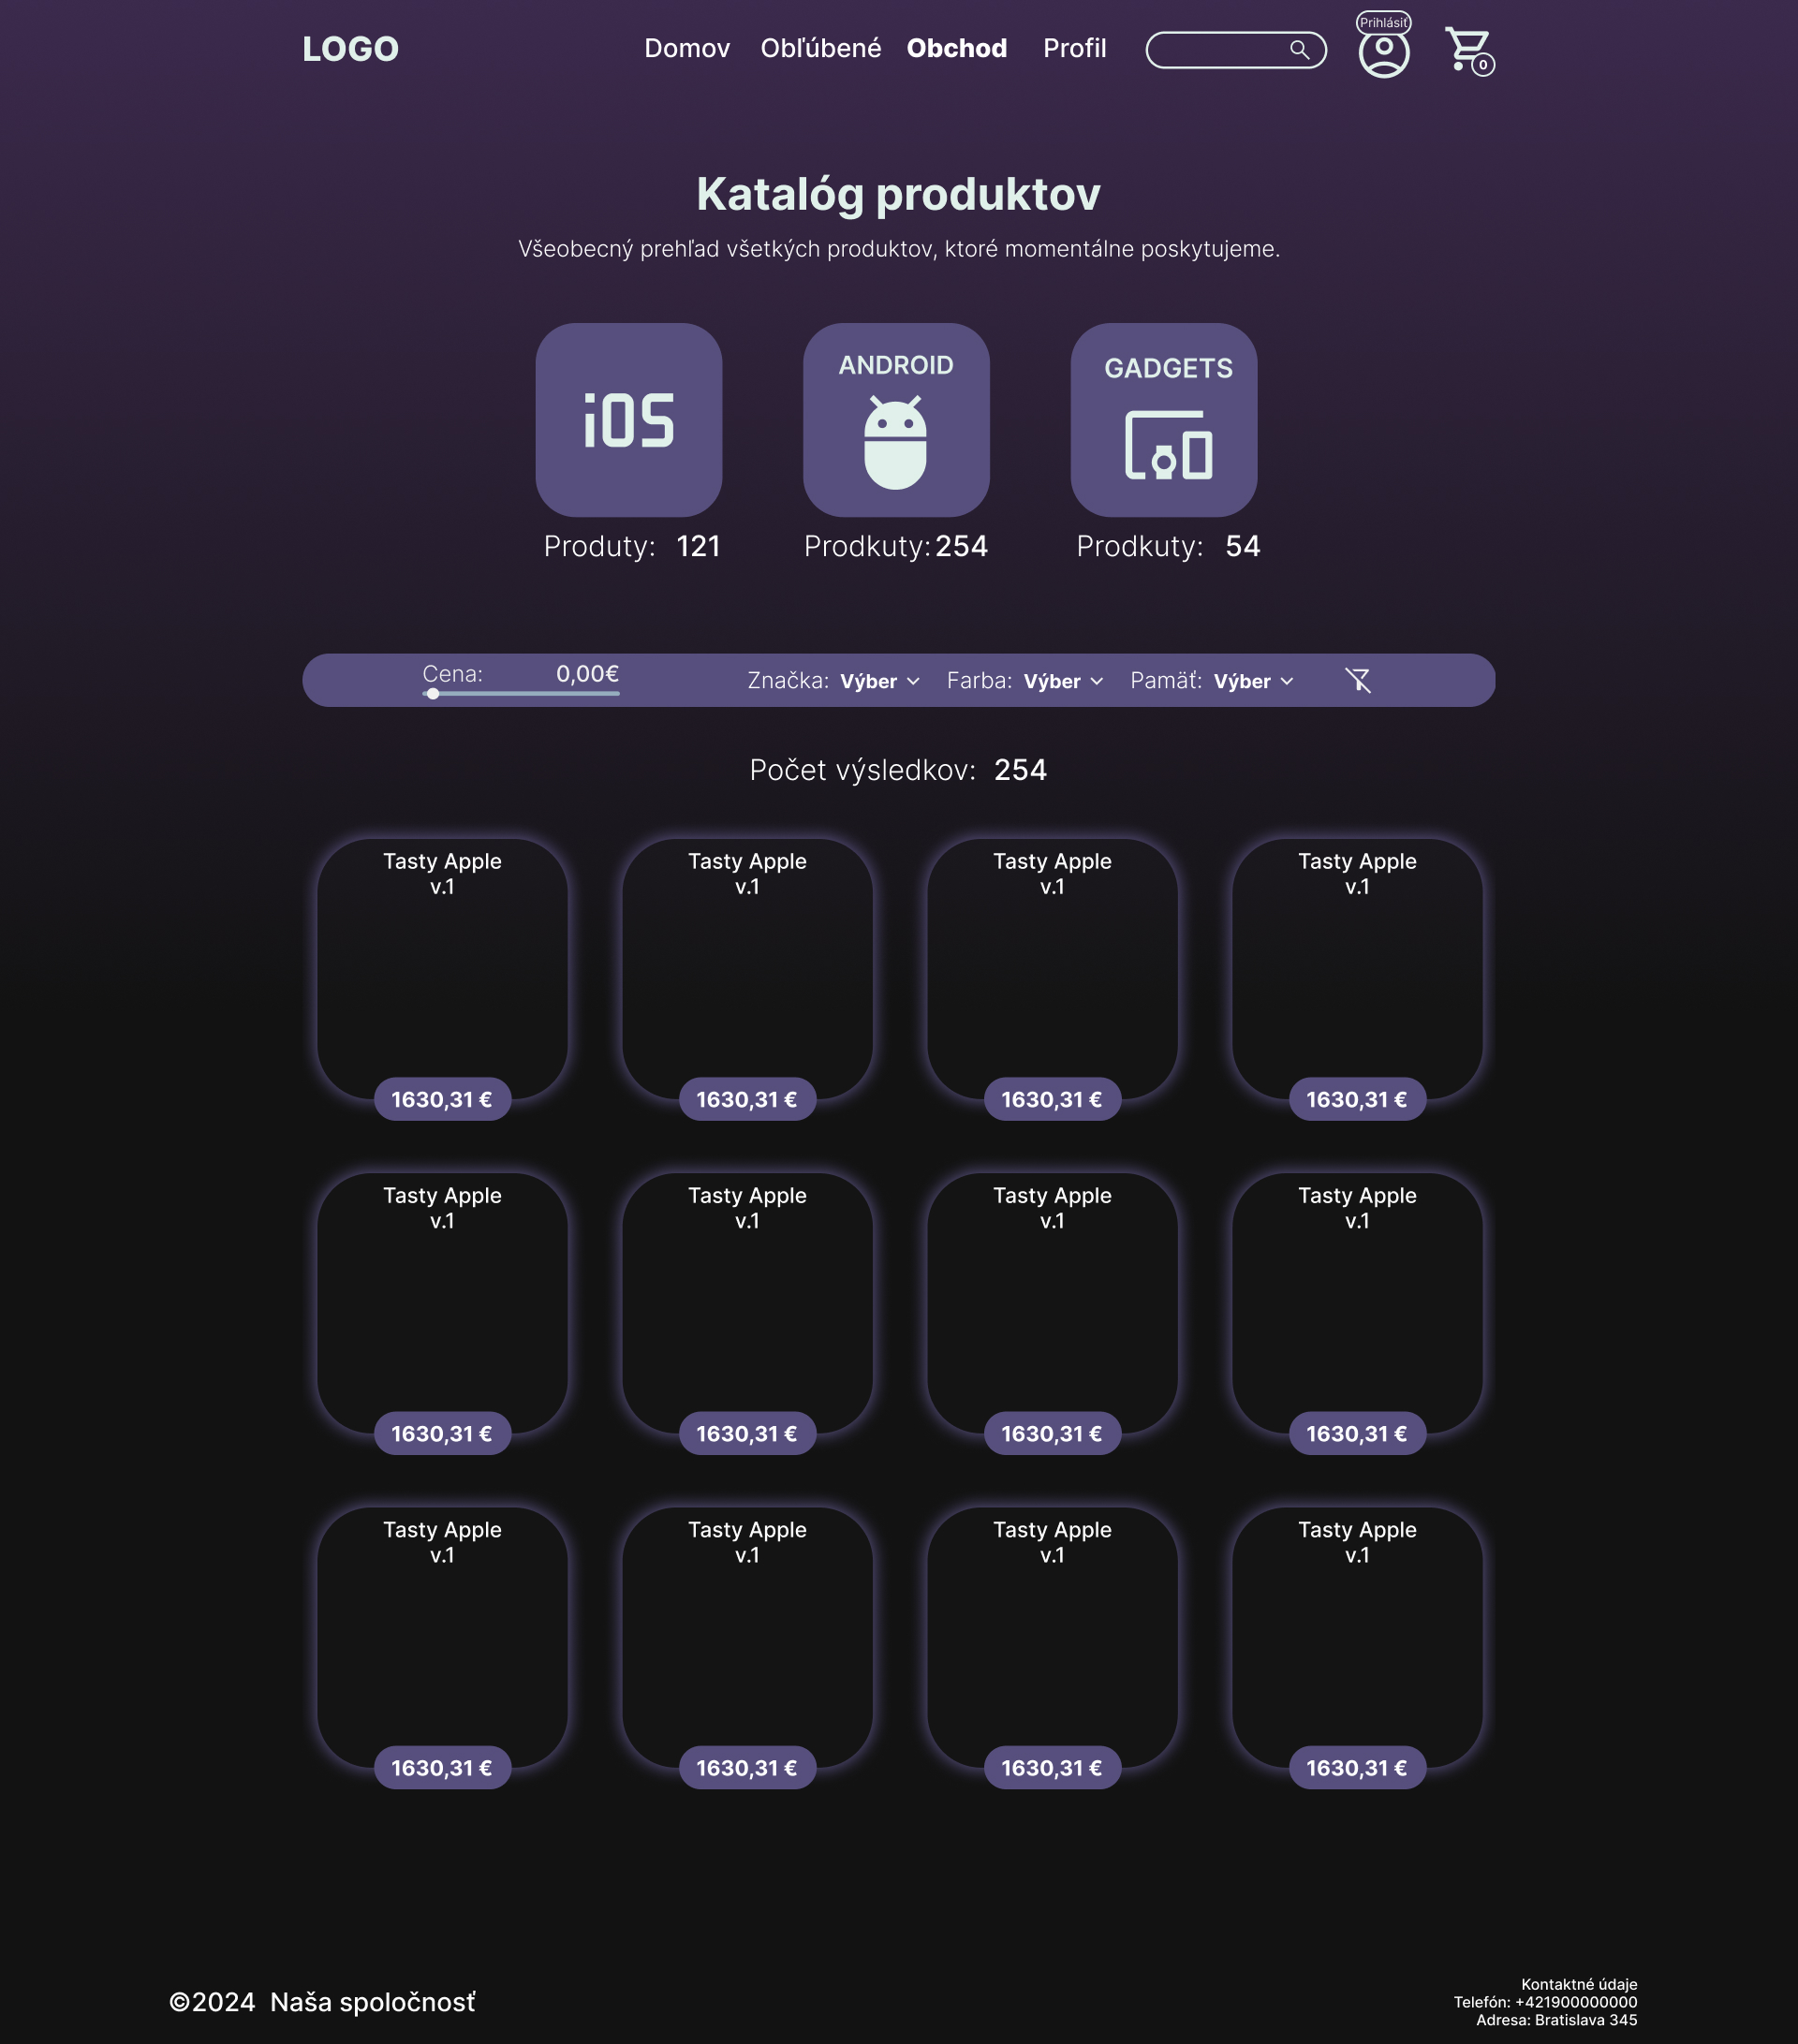 Prihlásiť
LOGO Domov Obľúbené Obchod Profil
0
Katalóg produktov
Všeobecný prehľad všetkých produktov, ktoré momentálne poskytujeme.
iOS ANDROID GADGETS
Produty: 121 Prodkuty: 254 Prodkuty: 54
Cena: 0,00€ Značka: Výber Farba: Výber Pamäť: Výber
Počet výsledkov: 254
Tasty Apple Tasty Apple Tasty Apple Tasty Apple
v.1 v.1 v.1 v.1
1630,31 € 1630,31 € 1630,31 € 1630,31 €
Tasty Apple Tasty Apple Tasty Apple Tasty Apple
v.1 v.1 v.1 v.1
1630,31 € 1630,31 € 1630,31 € 1630,31 €
Tasty Apple Tasty Apple Tasty Apple Tasty Apple
v.1 v.1 v.1 v.1
1630,31 € 1630,31 € 1630,31 € 1630,31 €
©2024 Naša spoločnosť
Kontaktné údaje
Telefón: +421900000000
Adresa: Bratislava 345